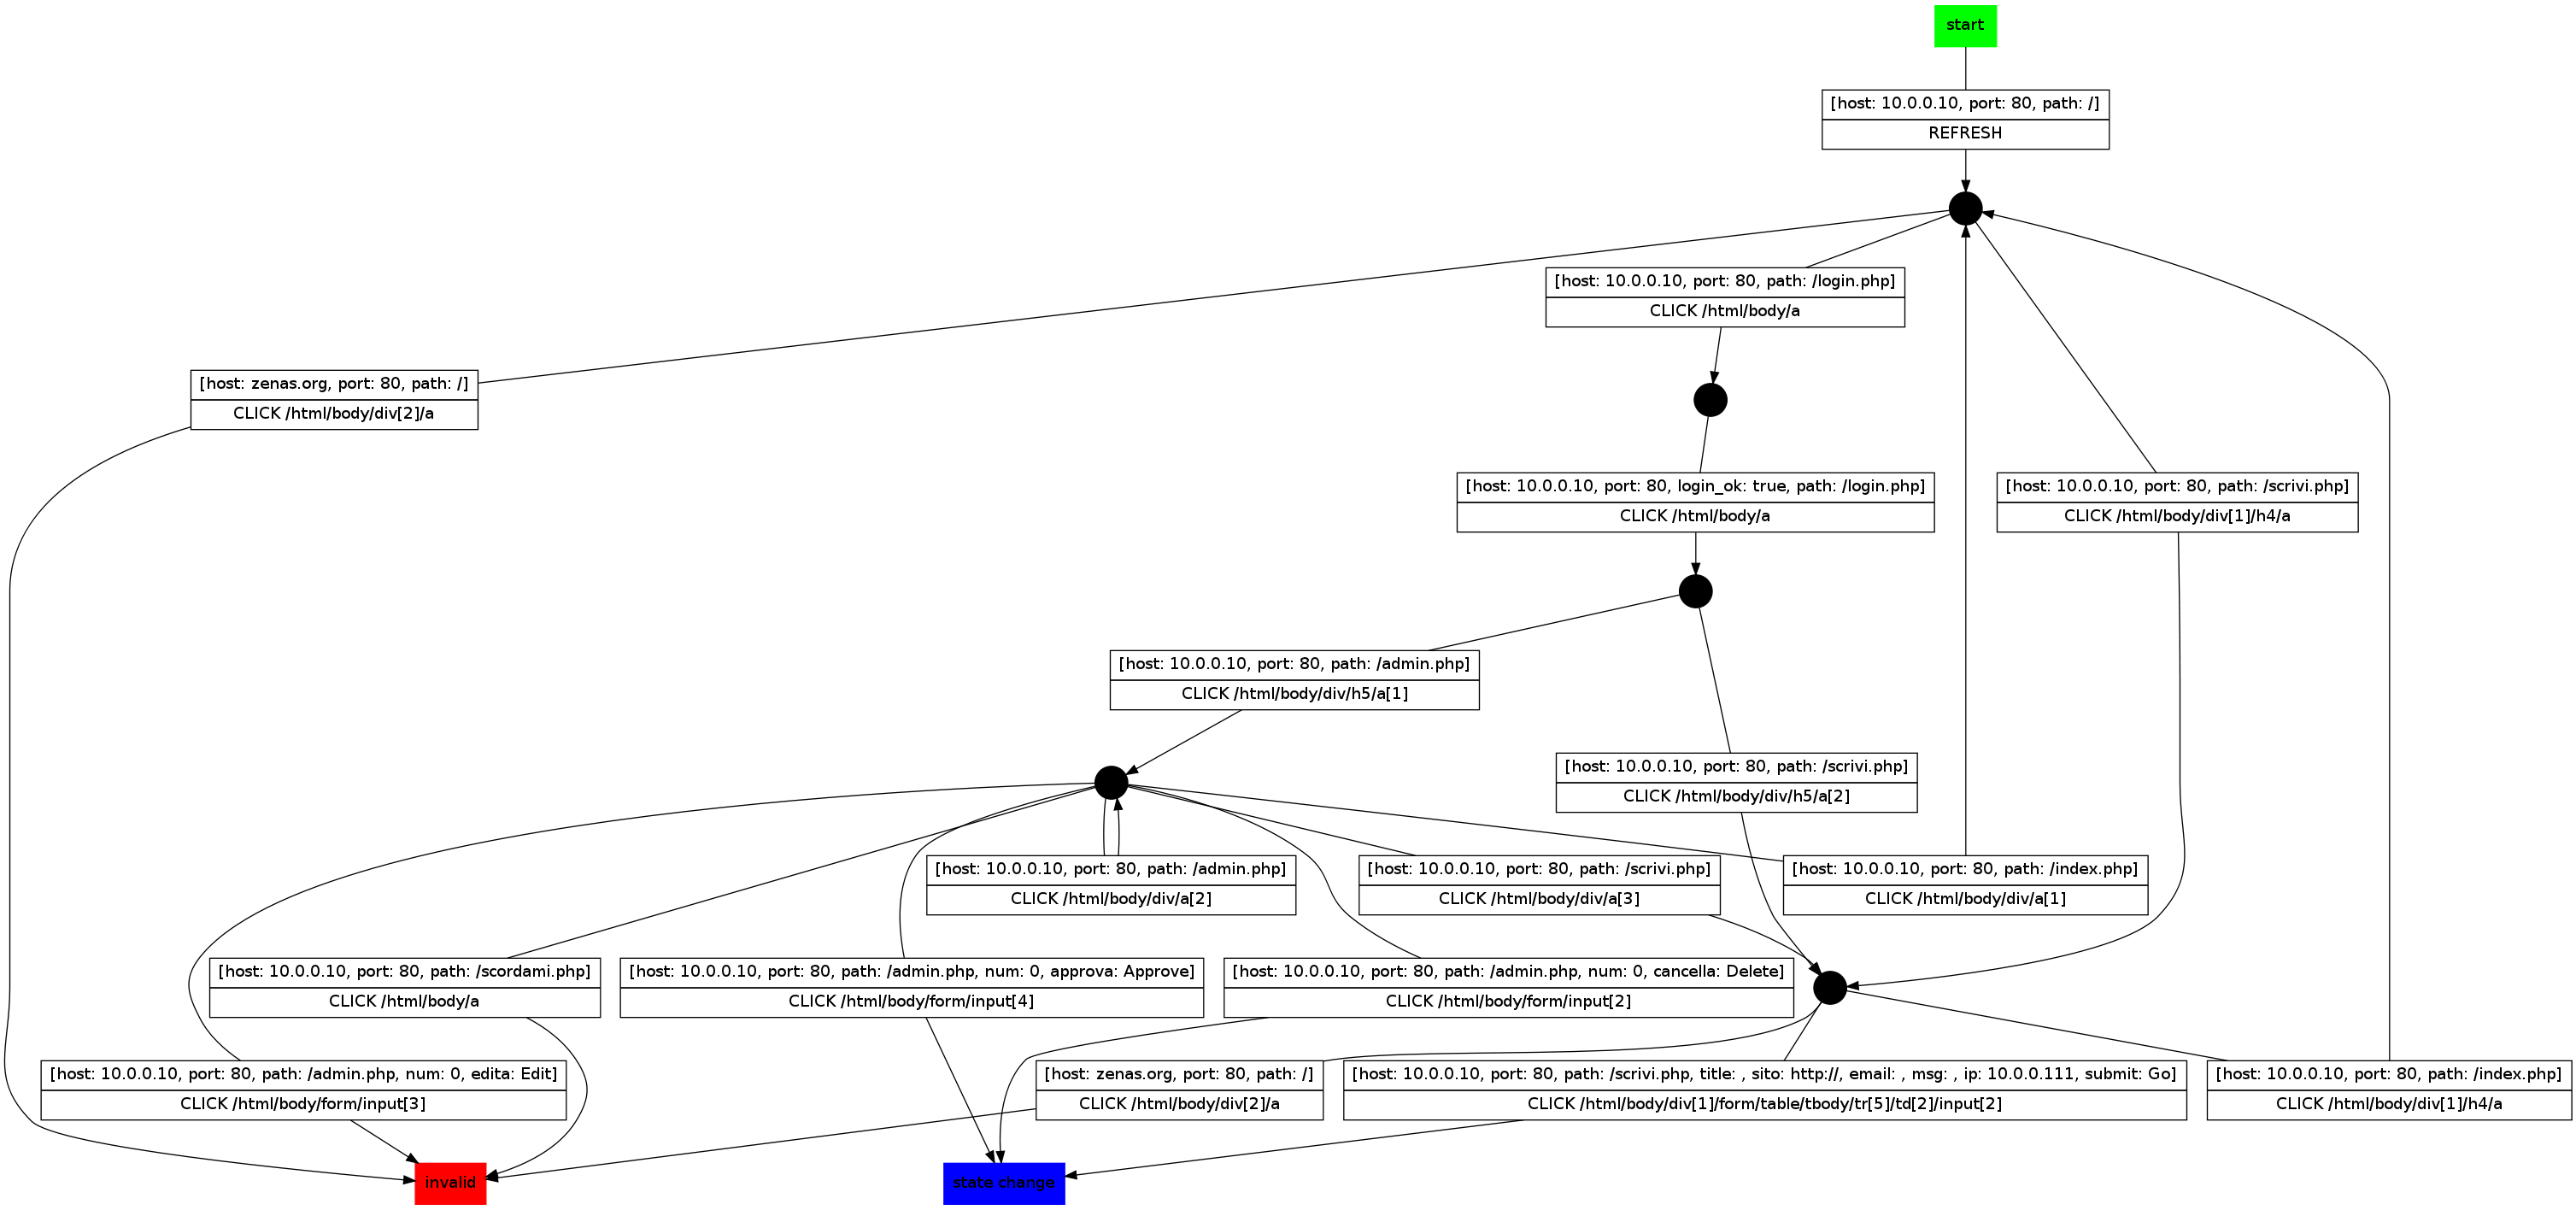 start
[host: 10.0.0.10, port: 80, path: /]
REFRESH
[host: 10.0.0.10, port: 80, path: /login.php]
CLICK /html/body/a
[host: zenas.org, port: 80, path: /]
CLICK /html/body/div[2]/a
[host: 10.0.0.10, port: 80, login_ok: true, path: /login.php]
CLICK /html/body/a
[host: 10.0.0.10, port: 80, path: /scrivi.php]
CLICK /html/body/div[1]/h4/a
[host: 10.0.0.10, port: 80, path: /admin.php]
CLICK /html/body/div/h5/a[1]
[host: 10.0.0.10, port: 80, path: /scrivi.php]
CLICK /html/body/div/h5/a[2]
[host: 10.0.0.10, port: 80, path: /admin.php]
CLICK /html/body/div/a[2]
[host: 10.0.0.10, port: 80, path: /scrivi.php]
CLICK /html/body/div/a[3]
[host: 10.0.0.10, port: 80, path: /index.php]
CLICK /html/body/div/a[1]
[host: 10.0.0.10, port: 80, path: /scordami.php]
CLICK /html/body/a
[host: 10.0.0.10, port: 80, path: /admin.php, num: 0, approva: Approve]
CLICK /html/body/form/input[4]
[host: 10.0.0.10, port: 80, path: /admin.php, num: 0, cancella: Delete]
CLICK /html/body/form/input[2]
[host: 10.0.0.10, port: 80, path: /admin.php, num: 0, edita: Edit]
CLICK /html/body/form/input[3]
[host: zenas.org, port: 80, path: /]
CLICK /html/body/div[2]/a
[host: 10.0.0.10, port: 80, path: /scrivi.php, title: , sito: http://, email: , msg: , ip: 10.0.0.111, submit: Go]
CLICK /html/body/div[1]/form/table/tbody/tr[5]/td[2]/input[2]
[host: 10.0.0.10, port: 80, path: /index.php]
CLICK /html/body/div[1]/h4/a
invalid
state change